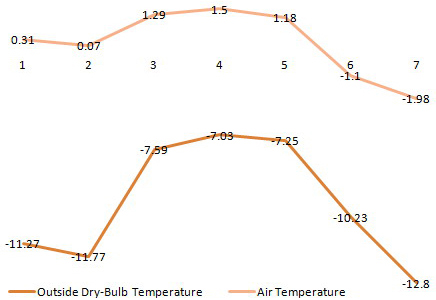 0.31 0.07 1.29 1.5 1.18 -1.1 -1.98
1 2 3 4 5 6 7
-11.27 -11.77 -7.59 -7.03 -7.25 -10.23 -12.8
Outside Dry-Bulb Temperature Air Temperature